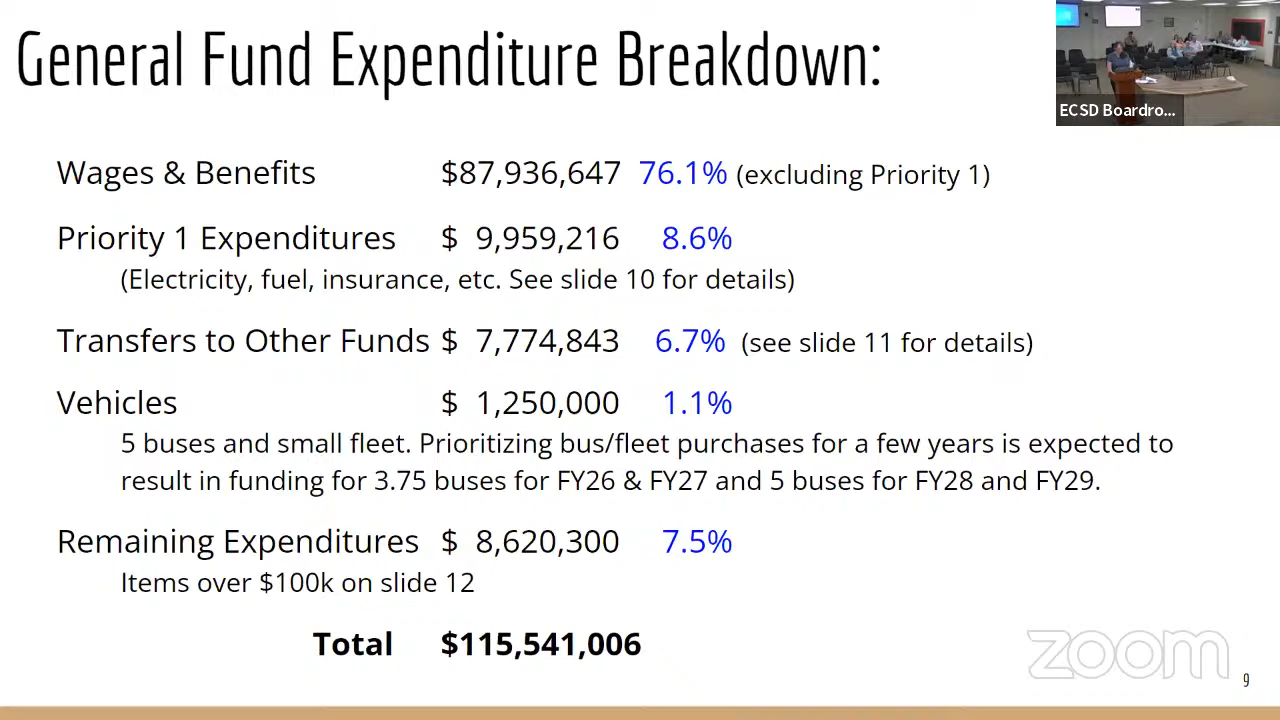 General Fund Expenditure Breakdown:
ECSD Boardro...
Wages & Benefits $87,936,647 76.1% (excluding Priority 1)
Priority 1 Expenditures $ 9,959,216 8.6%
(Electricity, fuel, insurance, etc. See slide 10 for details)
Transfers to Other Funds $ 7,774,843 6.7% (see slide 11 for details)
Vehicles $ 1,250,000 1.1%
5 buses and small fleet. Prioritizing bus/fleet purchases for a few years is expected to
result in funding for 3.75 buses for FY26 & FY27 and 5 buses for FY28 and FY29.
Remaining Expenditures $ 8,620,300 7.5%
Items over $100k on slide 12
Total $115,541,006
zoom
9